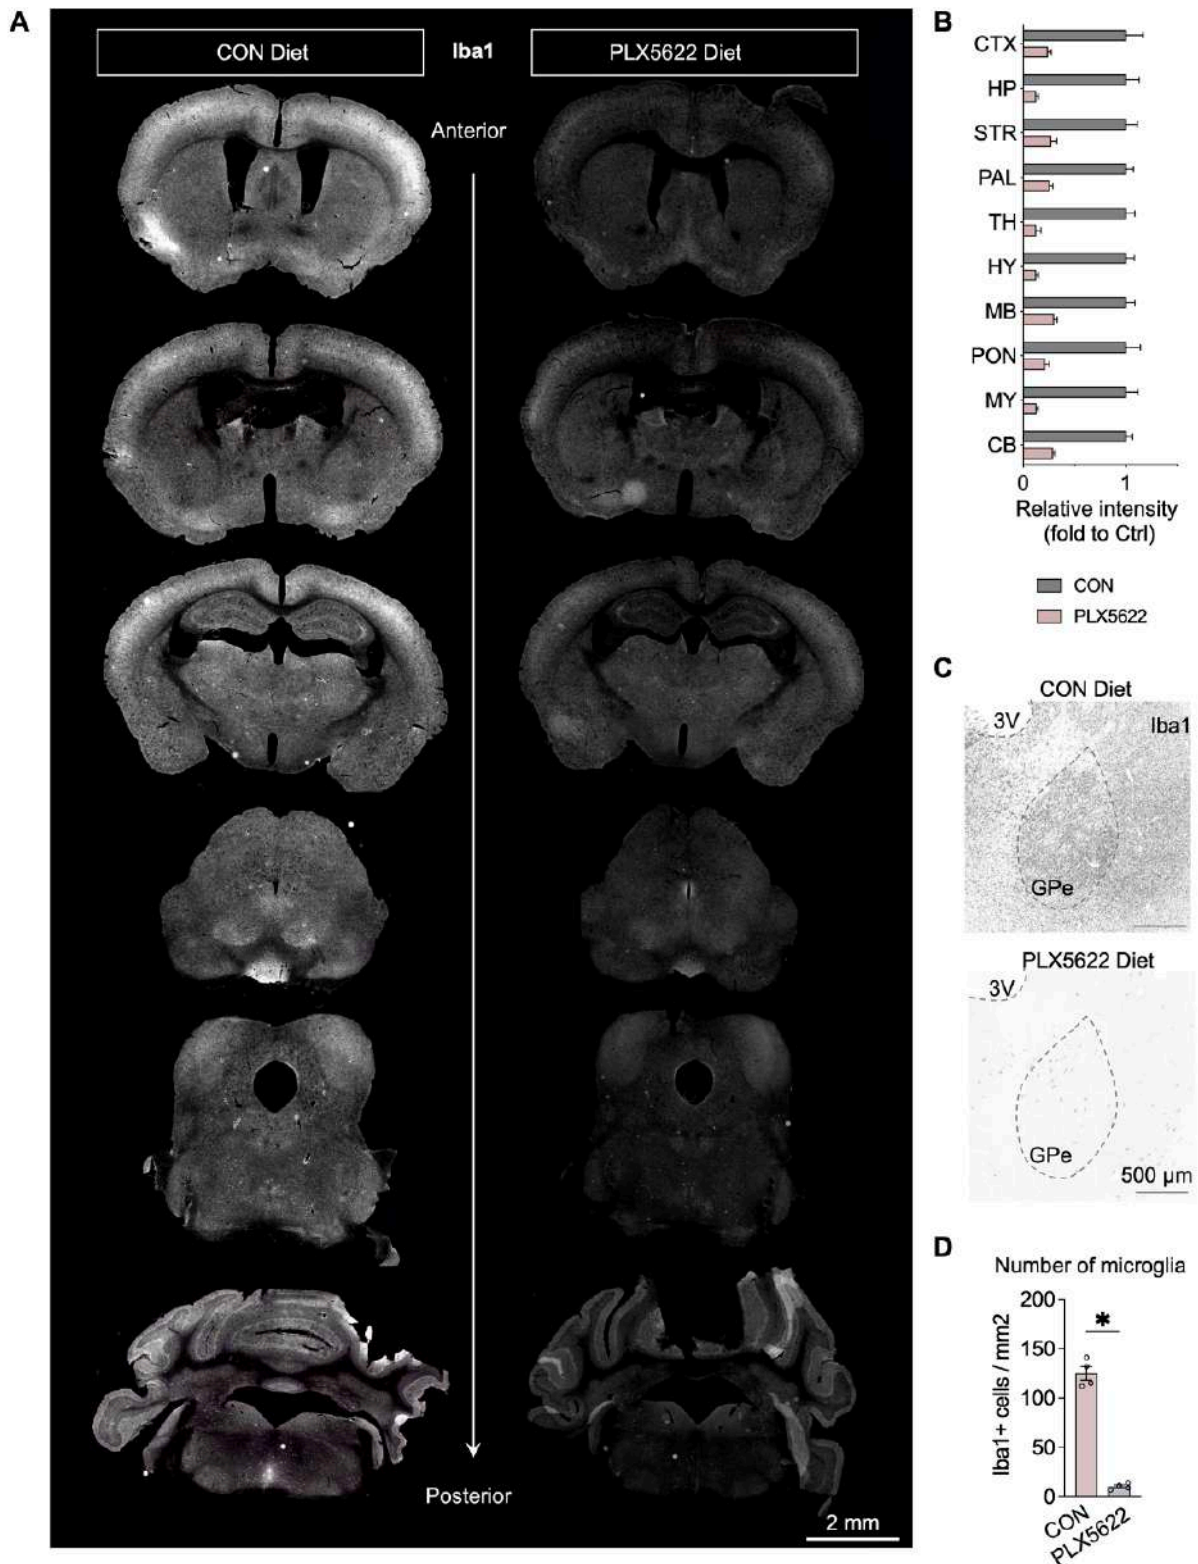 A
CON Diet
Iba1
PLX5622 Diet
Anterior
Posterior
2 mm
B
CTX
HP
STR
PAL
TH
HY
MB
PON
MY
CB
0 1
Relative intensity
(fold to Ctrl)
CON
PLX5622
C
CON Diet
3V
Iba1
GPe
PLX5622 Diet
3V
GPe
500 µm
D
Number of microglia
Iba1+ cells / mm2
200
150
100
50
0
*
CON
PLX5622